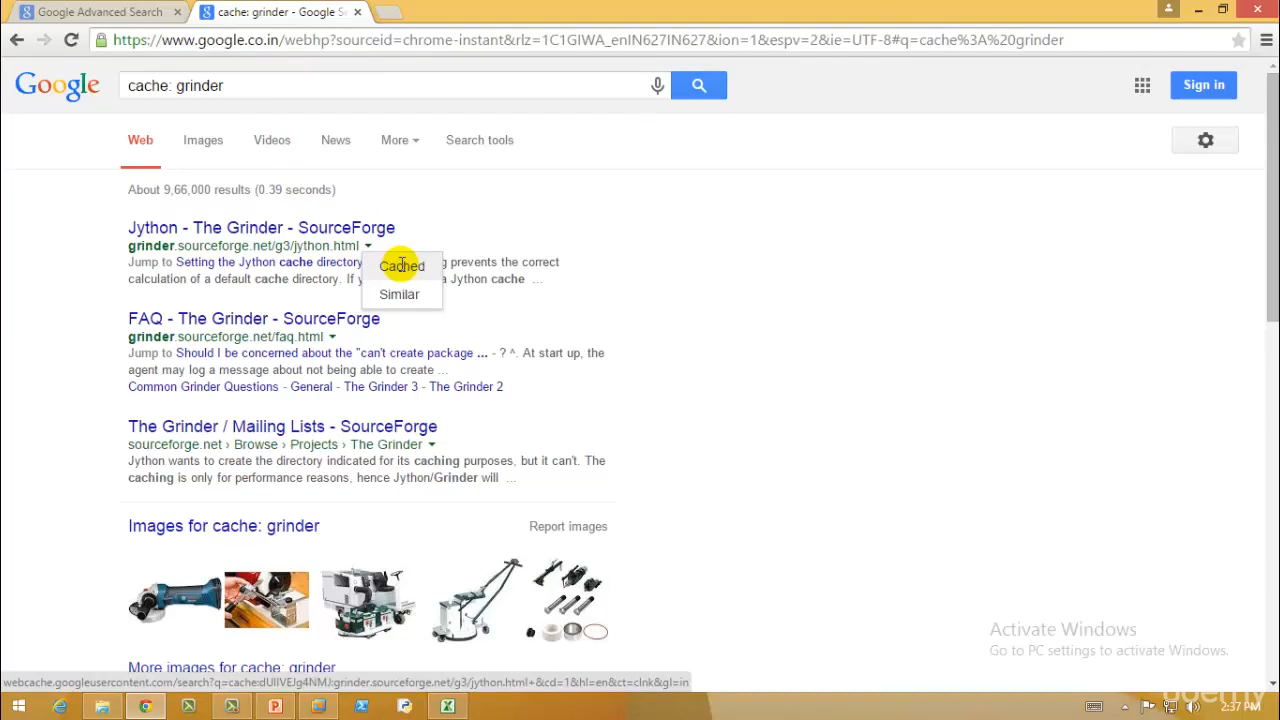 Google Advanced Search
cache: grinder - Google Se
https://www.google.co.in/webhp?sourceid=chrome-instant&rlz=1C1GIWA_enIN627IN627&ion=1&espv=2&ie=UTF-8#q=cache%3A%20grinder
Google
cache: grinder
Sign in
Web
Images
Videos
News
More
Search tools
About 9,66,000 results (0.39 seconds)
Jython - The Grinder - SourceForge
grinder.sourceforge.net/g3/jython.html
Jump to Setting the Jython cache directory g prevents the correct
calculation of a default cache directory. If y a Jython cache ...
Cached
Similar
FAQ - The Grinder - SourceForge
grinder.sourceforge.net/faq.html
Jump to Should I be concerned about the "can't create package ... - ? ^. At start up, the
agent may log a message about not being able to create ...
Common Grinder Questions - General - The Grinder 3 - The Grinder 2
The Grinder / Mailing Lists - SourceForge
sourceforge.net › Browse › Projects › The Grinder
Jython wants to create the directory indicated for its caching purposes, but it can't. The
caching is only for performance reasons, hence Jython/Grinder will ...
Images for cache: grinder
Report images
More images for cache: grinder
Activate Windows
Go to PC settings to activate Windows.
webcache.googleusercontent.com/search?q=cache:dUIIVEJg4NMJ:grinder.sourceforge.net/g3/jython.html+&cd=1&hl=en&ct=clnk&gl=in
udemy
2:37 PM